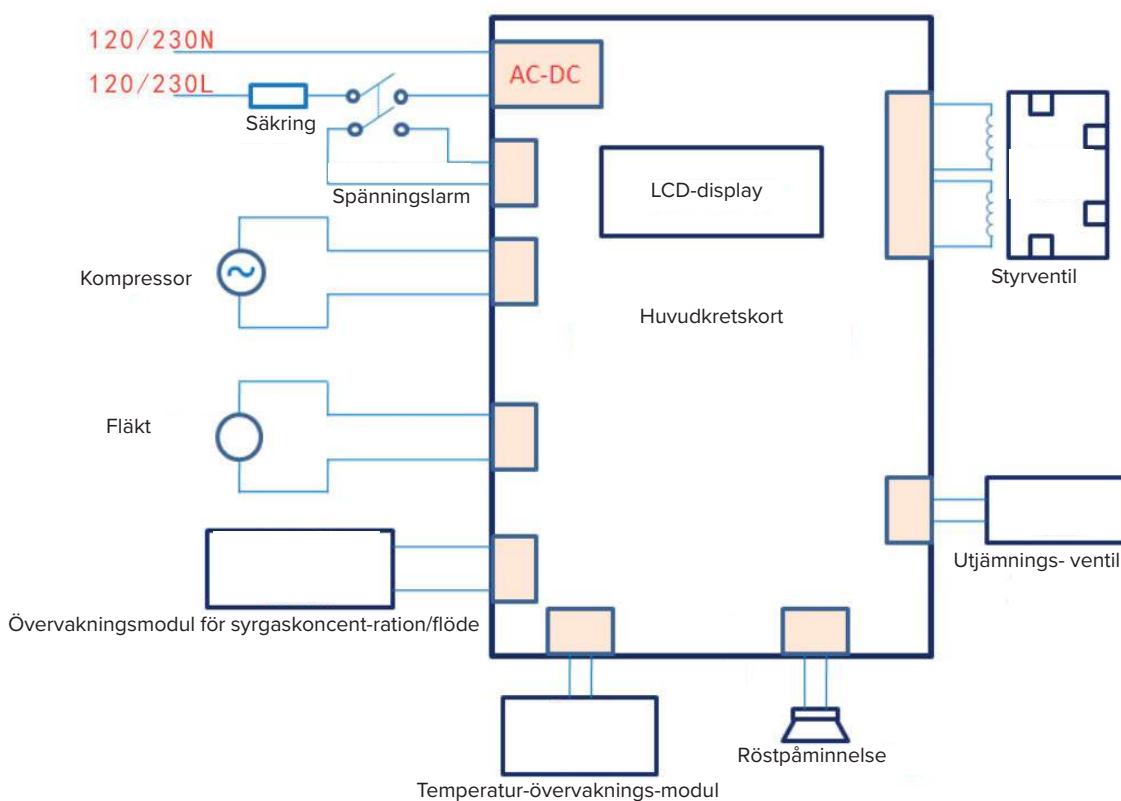 120/230N
120/230L
AC-DC
Säkring
Spänningslarm
LCD-display
Kompressor
Huvudkretskort
Styrventil
Fläkt
Utjämnings- ventil
Övervakningsmodul för syrgaskoncent-ration/flöde
Röstpåminnelse
Temperatur-övervaknings-modul